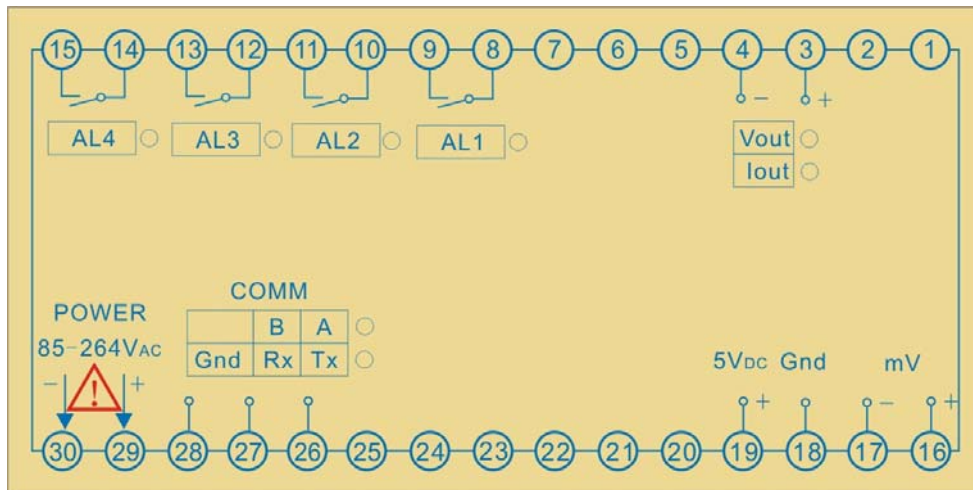 15 14 13 12 11 10 9 8 7 6 5 4 3 2 1
- +
AL4 AL3 AL2 AL1 Vout
Iout
COMM
POWER
B A
85-264VAC
Gnd Rx Tx
5VDC Gnd mV
- ! +
+ - +
30 29 28 27 26 25 24 23 22 21 20 19 18 17 16